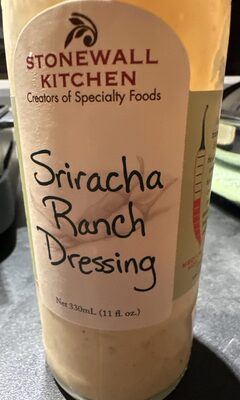 STONEWALL
KITCHEN
Creators of Specialty Foods
Sriracha
Ranch
Dressing
Net 330mL (11 fl. oz.)